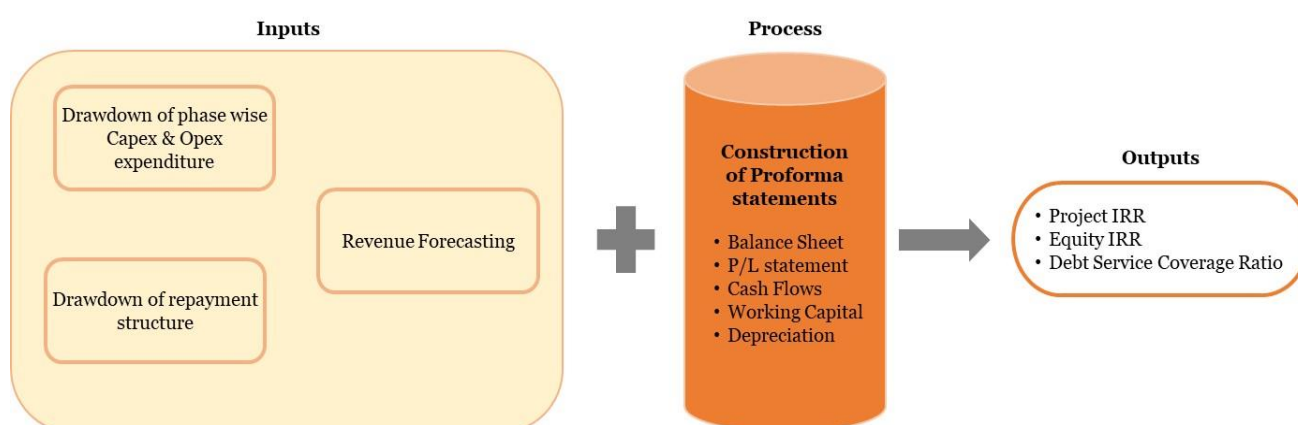 Inputs
Drawdown of phase wise
Capex & Opex
expenditure
Revenue Forecasting
Drawdown of repayment
structure
Process
Construction
of Proforma
statements
• Balance Sheet
• P/L statement
• Cash Flows
• Working Capital
• Depreciation
Outputs
• Project IRR
• Equity IRR
• Debt Service Coverage Ratio